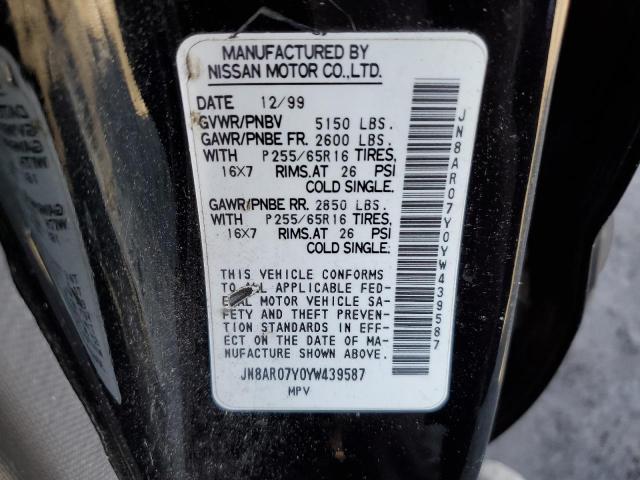 MANUFACTURED BY
NISSAN MOTOR CO.,LTD.
DATE 12/99
GVWR/PNBV 5150 LBS.
GAWR/PNBE FR. 2600 LBS.
WITH P255/65R16 TIRES,
16X7 RIMS.AT 26 PSI
COLD SINGLE.
GAWR/PNBE RR. 2850 LBS.
WITH P255/65R16 TIRES,
16X7 RIMS.AT 26 PSI
COLD SINGLE.
THIS VEHICLE CONFORMS
TO ALL APPLICABLE FED-
ERAL MOTOR VEHICLE SA-
FETY AND THEFT PREVEN-
TION STANDARDS IN EFF-
ECT ON THE DATE OF MA-
NUFACTURE SHOWN ABOVE.
JN8AR07Y0YW439587
MPV
JN8AR07Y0YW439587